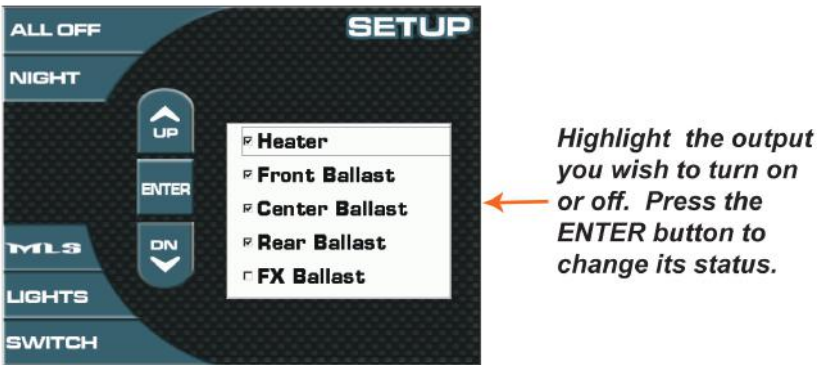 ALL OFF
SETUP
NIGHT
UP
ENTER
DN
Heater
Front Ballast
Center Ballast
Rear Ballast
FX Ballast
MLS
LIGHTS
SWITCH
Highlight the output
you wish to turn on
or off. Press the
ENTER button to
change its status.